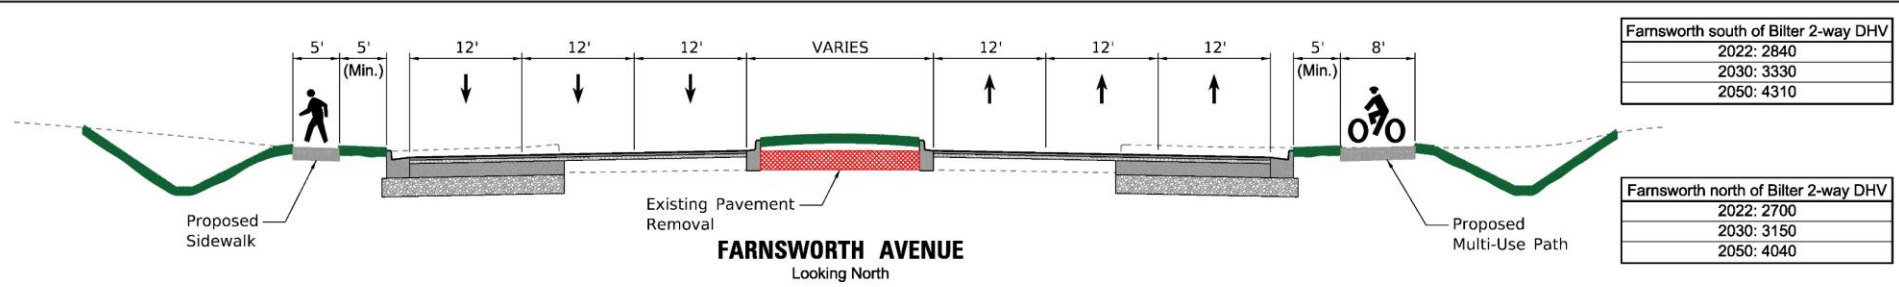 5' 5' 12' 12' 12' VARIES 12' 12' 12' 5' 8'
(Min.) (Min.)
Proposed
Sidewalk
Existing Pavement
Removal
Proposed
Multi-Use Path
FARNSWORTH AVENUE
Looking North
Farnsworth south of Bilter 2-way DHV
2022: 2840
2030: 3330
2050: 4310
Farnsworth north of Bilter 2-way DHV
2022: 2700
2030: 3150
2050: 4040